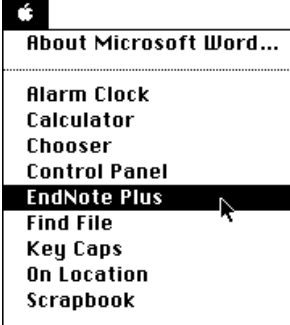 About Microsoft Word...
Alarm Clock
Calculator
Chooser
Control Panel
EndNote Plus
Find File
Key Caps
On Location
Scrapbook